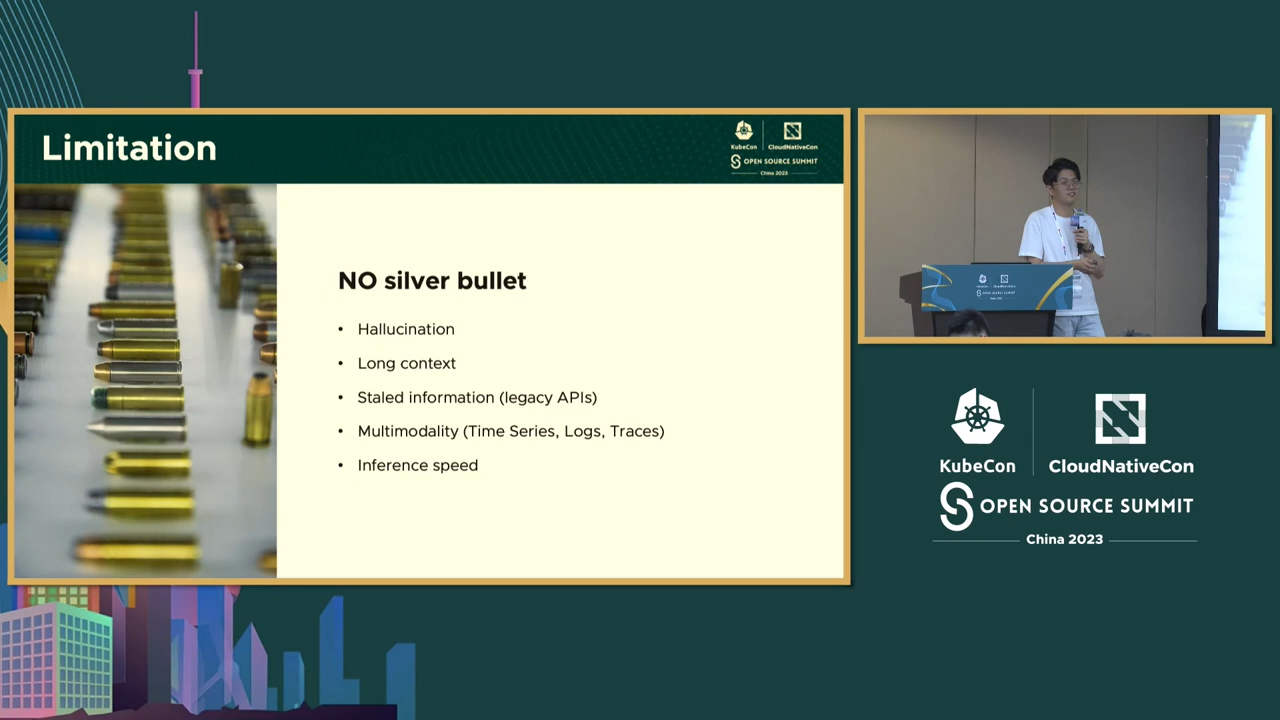 Limitation
KubeCon
CloudNativeCon
OPEN SOURCE SUMMIT
China 2023
NO silver bullet
• Hallucination
• Long context
• Staled information (legacy APIs)
• Multimodality (Time Series, Logs, Traces)
• Inference speed
KubeCon
CloudNativeCon
OPEN SOURCE SUMMIT
China 2023